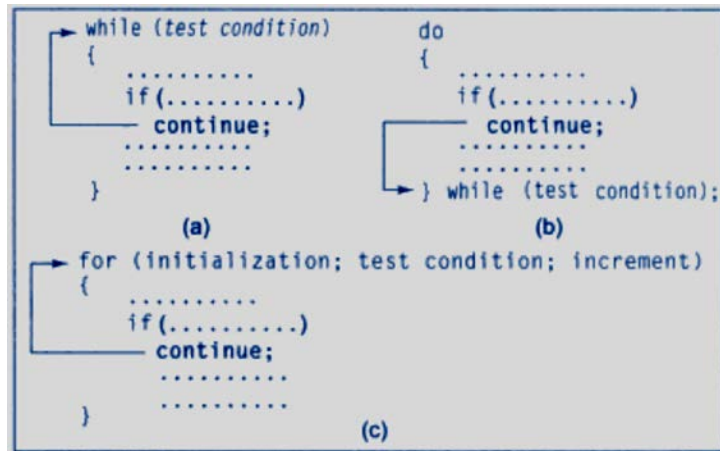 while (test condition)
{
..........
if(..........)
continue;
..........
..........
}
(a)
do
{
..........
if(..........)
continue;
..........
..........
} while (test condition);
(b)
for (initialization; test condition; increment)
{
..........
if(..........)
continue;
..........
..........
}
(c)